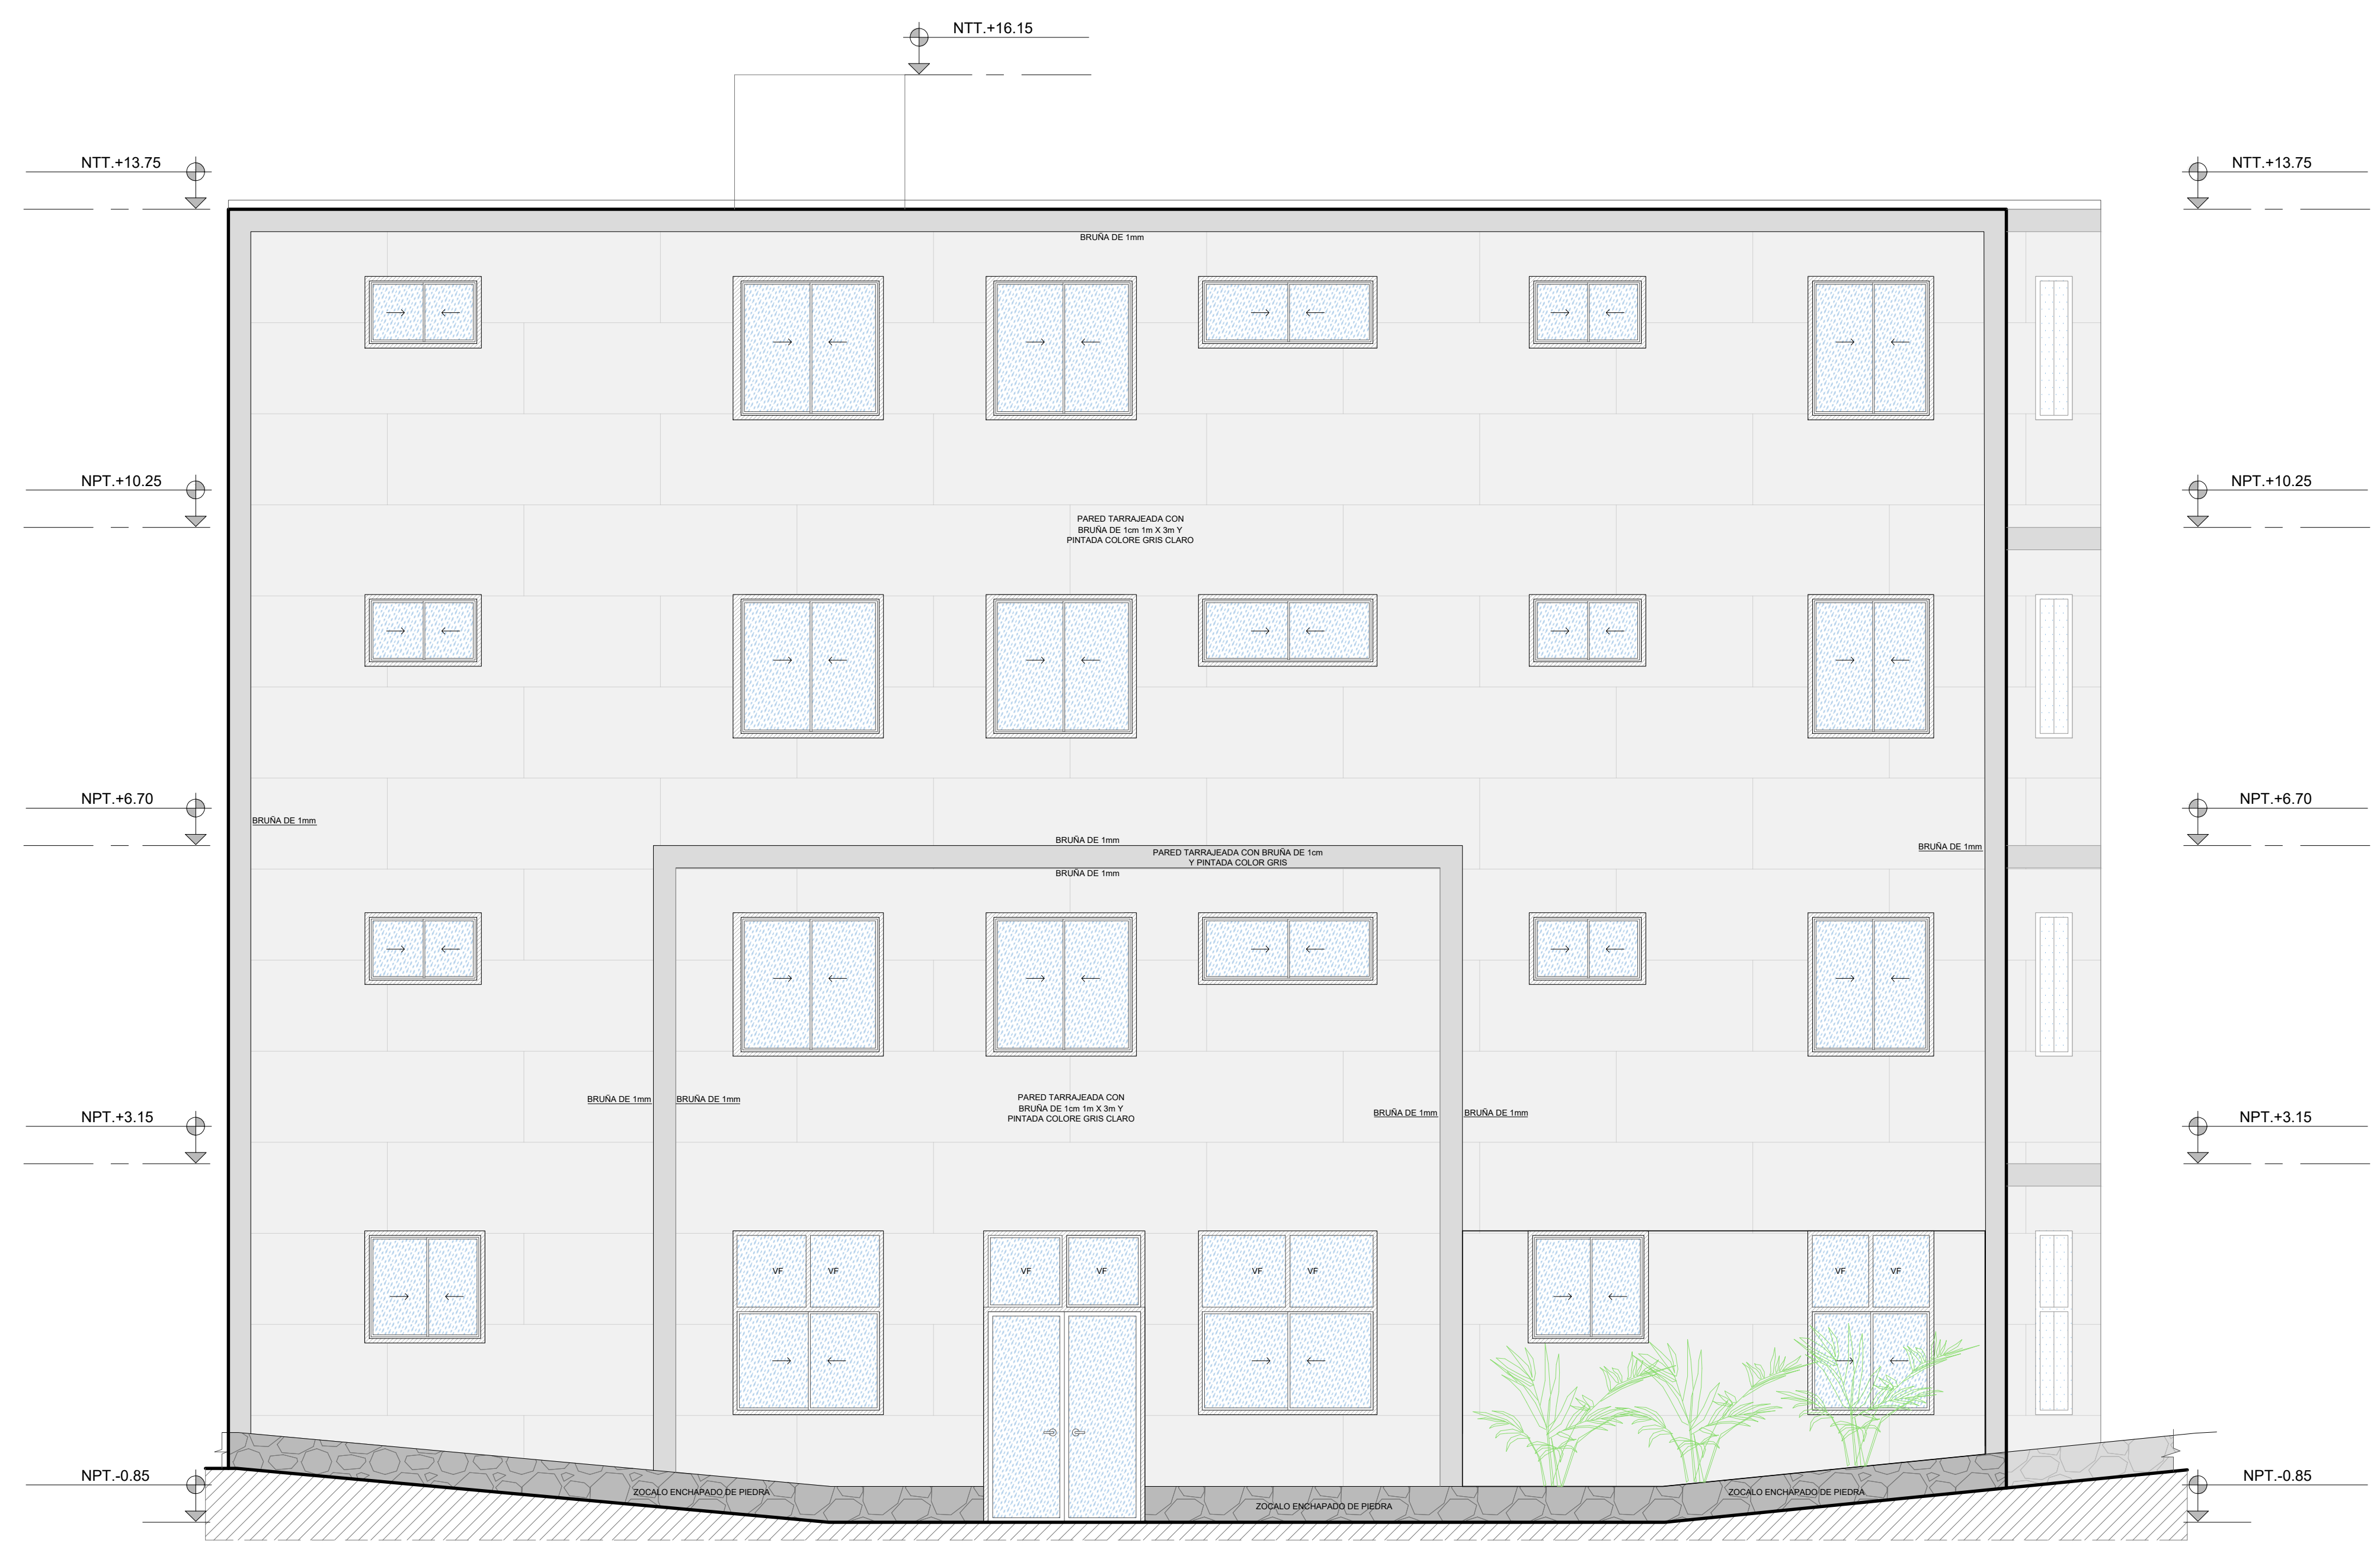 NTT.+16.15
NTT.+13.75
NTT.+13.75
BRUÑA DE 1mm
NPT.+10.25
NPT.+10.25
PARED TARRAJEADA CON
BRUÑA DE 1cm 1m X 3m Y
PINTADA COLORE GRIS CLARO
NPT.+6.70
NPT.+6.70
BRUÑA DE 1mm
BRUÑA DE 1mm
BRUÑA DE 1mm
PARED TARRAJEADA CON BRUÑA DE 1cm
Y PINTADA COLOR GRIS
BRUÑA DE 1mm
BRUÑA DE 1mm
BRUÑA DE 1mm
PARED TARRAJEADA CON
BRUÑA DE 1cm 1m X 3m Y
PINTADA COLORE GRIS CLARO
BRUÑA DE 1mm
BRUÑA DE 1mm
NPT.+3.15
NPT.+3.15
VF
VF
VF
VF
VF
VF
VF
VF
NPT.-0.85
NPT.-0.85
ZOCALO ENCHAPADO DE PIEDRA
ZOCALO ENCHAPADO DE PIEDRA
ZOCALO ENCHAPADO DE PIEDRA